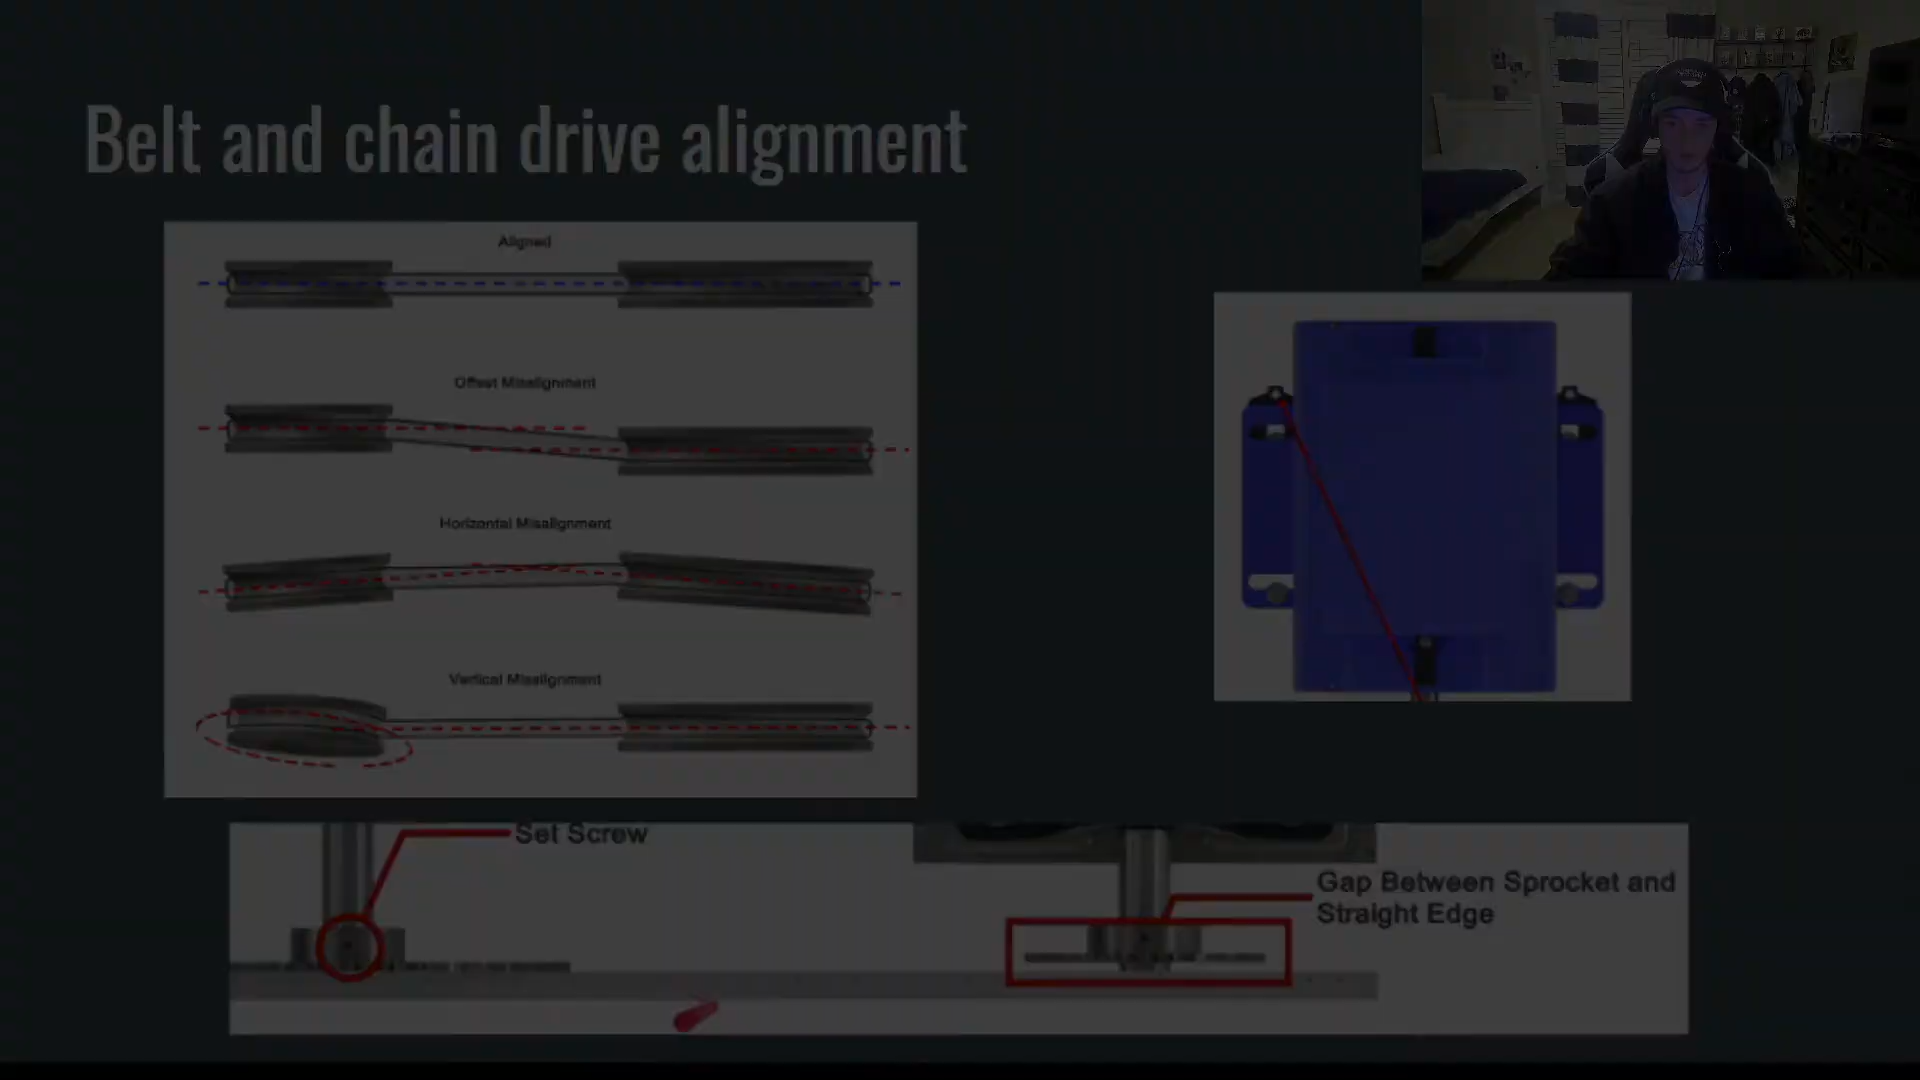 Belt and chain drive alignment
Aligned
Offset Misalignment
Horizontal Misalignment
Vertical Misalignment
Set Screw
Gap Between Sprocket and
Straight Edge